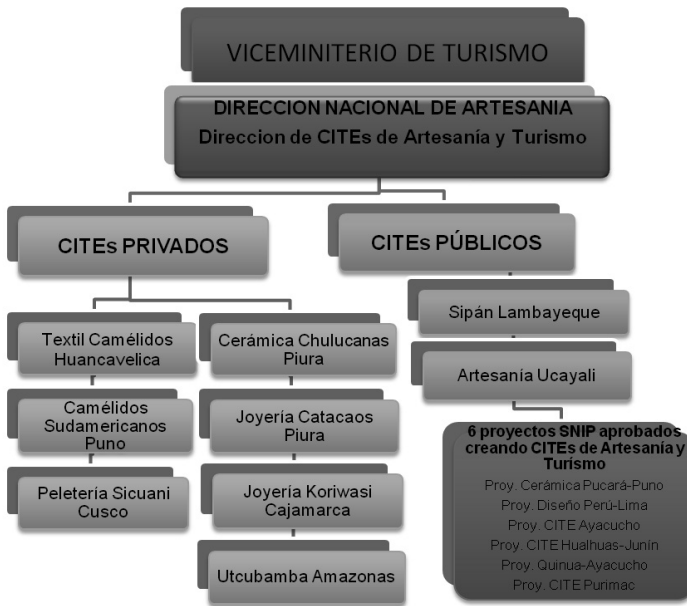 VICEMINITERIO DE TURISMO
DIRECCION NACIONAL DE ARTESANIA
Direccion de CITEs de Artesanía y Turismo
CITEs PRIVADOS
CITEs PÚBLICOS
Textil Camélidos
Huancavelica
Camélidos
Sudamericanos
Puno
Peletería Sicuani
Cusco
Cerámica Chulucanas
Piura
Joyería Catacaos
Piura
Joyería Koriwasi
Cajamarca
Utcubamba Amazonas
Sipán Lambayeque
Artesanía Ucayali
6 proyectos SNIP aprobados
creando CITEs de Artesanía y
Turísmo
Proy. Cerámica Pucará-Puno
Proy. Diseño Perú-Lima
Proy. CITE Ayacucho
Proy. CITE Hualhuas-Junín
Proy. Quinua-Ayacucho
Proy. CITE Purimac